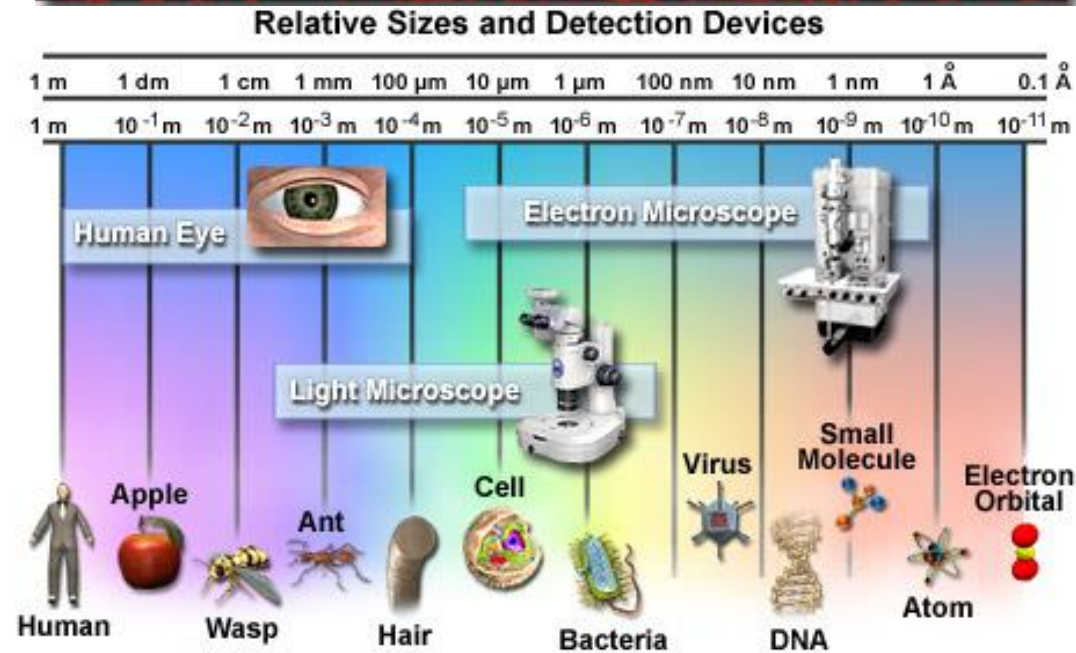 Relative Sizes and Detection Devices
1 m 1 dm 1 cm 1 mm 100 µm 10 µm 1 µm 100 nm 10 nm 1 nm 1 Å 0.1 Å
1 m 10⁻¹ m 10⁻² m 10⁻³ m 10⁻⁴ m 10⁻⁵ m 10⁻⁶ m 10⁻⁷ m 10⁻⁸ m 10⁻⁹ m 10⁻¹⁰ m 10⁻¹¹ m
Human Eye
Electron Microscope
Light Microscope
Human
Apple
Wasp
Ant
Hair
Cell
Bacteria
Virus
DNA
Small
Molecule
Atom
Electron
Orbital